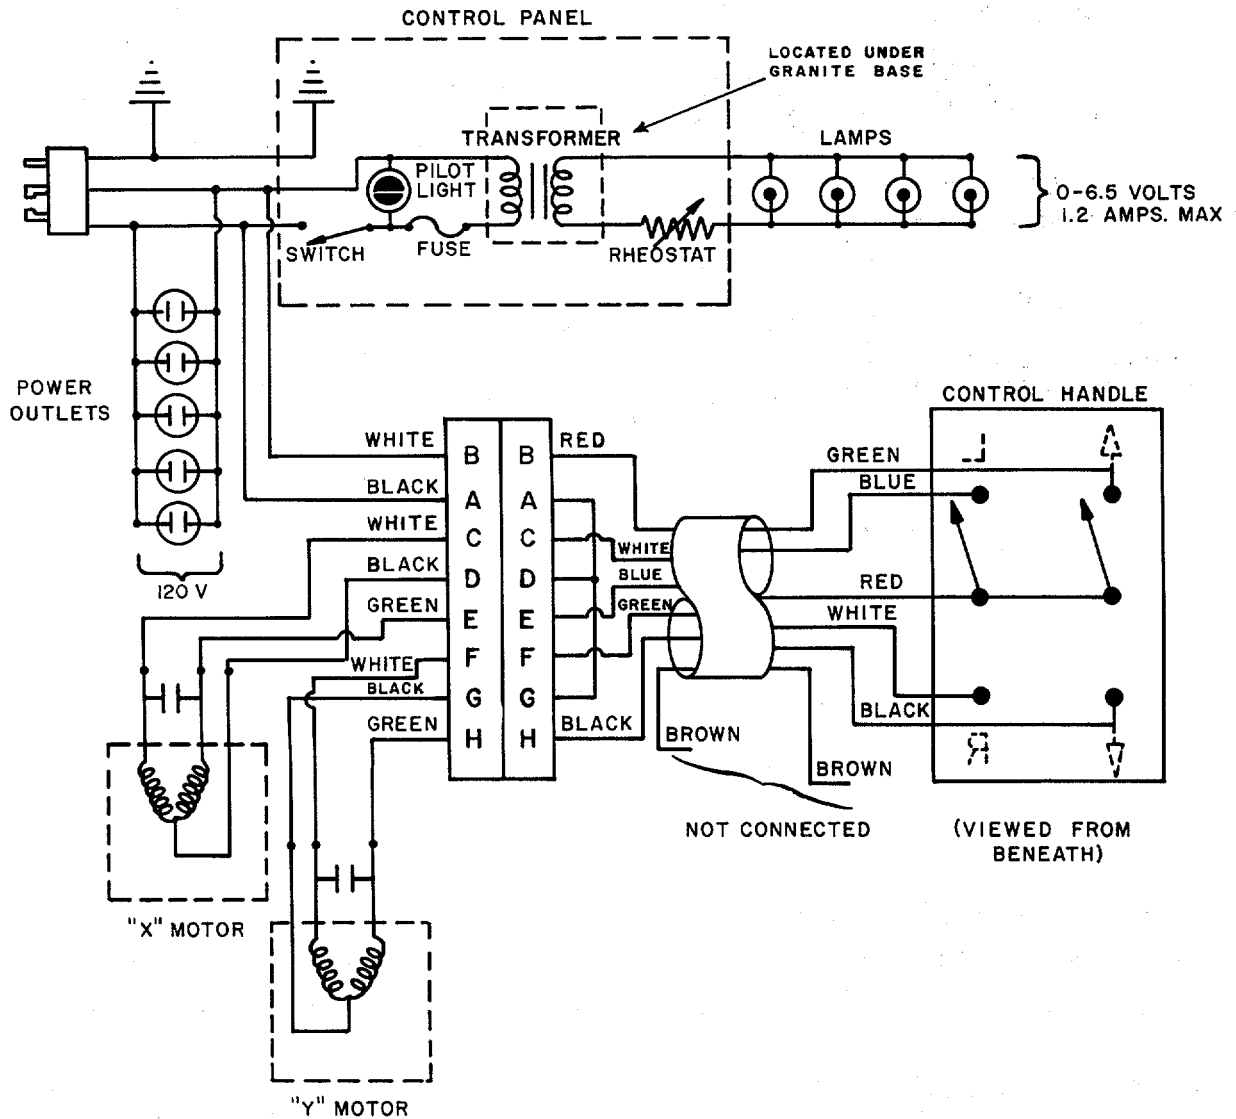 CONTROL PANEL
LOCATED UNDER
GRANITE BASE
TRANSFORMER
LAMPS
PILOT
LIGHT
0-6.5 VOLTS
1.2 AMPS. MAX
SWITCH
FUSE
RHEOSTAT
POWER
OUTLETS
120 V
CONTROL HANDLE
WHITE B B RED
BLACK A A
WHITE C C WHITE
BLACK D D BLUE
GREEN E E GREEN
WHITE F F
BLACK G G
GREEN H H BLACK
GREEN
BLUE
RED
WHITE
BLACK
L
R
BROWN
BROWN
NOT CONNECTED
(VIEWED FROM
BENEATH)
"X" MOTOR
"Y" MOTOR